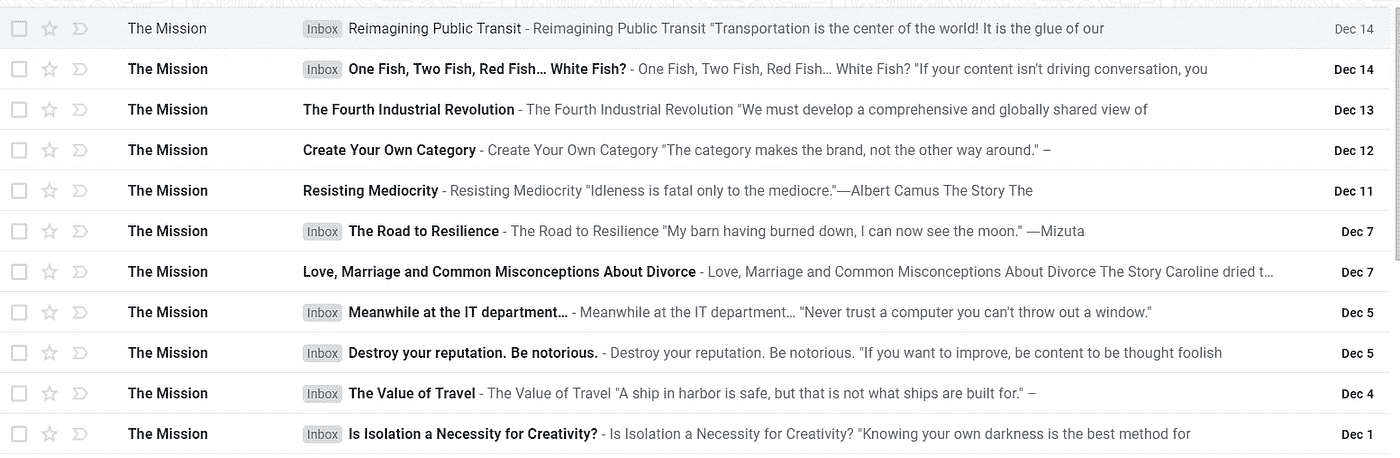 The Mission Inbox Reimagining Public Transit - Reimagining Public Transit "Transportation is the center of the world! It is the glue of our Dec 14
The Mission Inbox One Fish, Two Fish, Red Fish... White Fish? - One Fish, Two Fish, Red Fish... White Fish? "If your content isn't driving conversation, you Dec 14
The Mission The Fourth Industrial Revolution - The Fourth Industrial Revolution "We must develop a comprehensive and globally shared view of Dec 13
The Mission Create Your Own Category - Create Your Own Category "The category makes the brand, not the other way around." – Dec 12
The Mission Resisting Mediocrity - Resisting Mediocrity "Idleness is fatal only to the mediocre."—Albert Camus The Story The Dec 11
The Mission Inbox The Road to Resilience - The Road to Resilience "My barn having burned down, I can now see the moon." —Mizuta Dec 7
The Mission Love, Marriage and Common Misconceptions About Divorce - Love, Marriage and Common Misconceptions About Divorce The Story Caroline dried t... Dec 7
The Mission Inbox Meanwhile at the IT department... - Meanwhile at the IT department... "Never trust a computer you can't throw out a window." Dec 5
The Mission Inbox Destroy your reputation. Be notorious. - Destroy your reputation. Be notorious. "If you want to improve, be content to be thought foolish Dec 5
The Mission Inbox The Value of Travel - The Value of Travel "A ship in harbor is safe, but that is not what ships are built for." – Dec 4
The Mission Inbox Is Isolation a Necessity for Creativity? - Is Isolation a Necessity for Creativity? "Knowing your own darkness is the best method for Dec 1